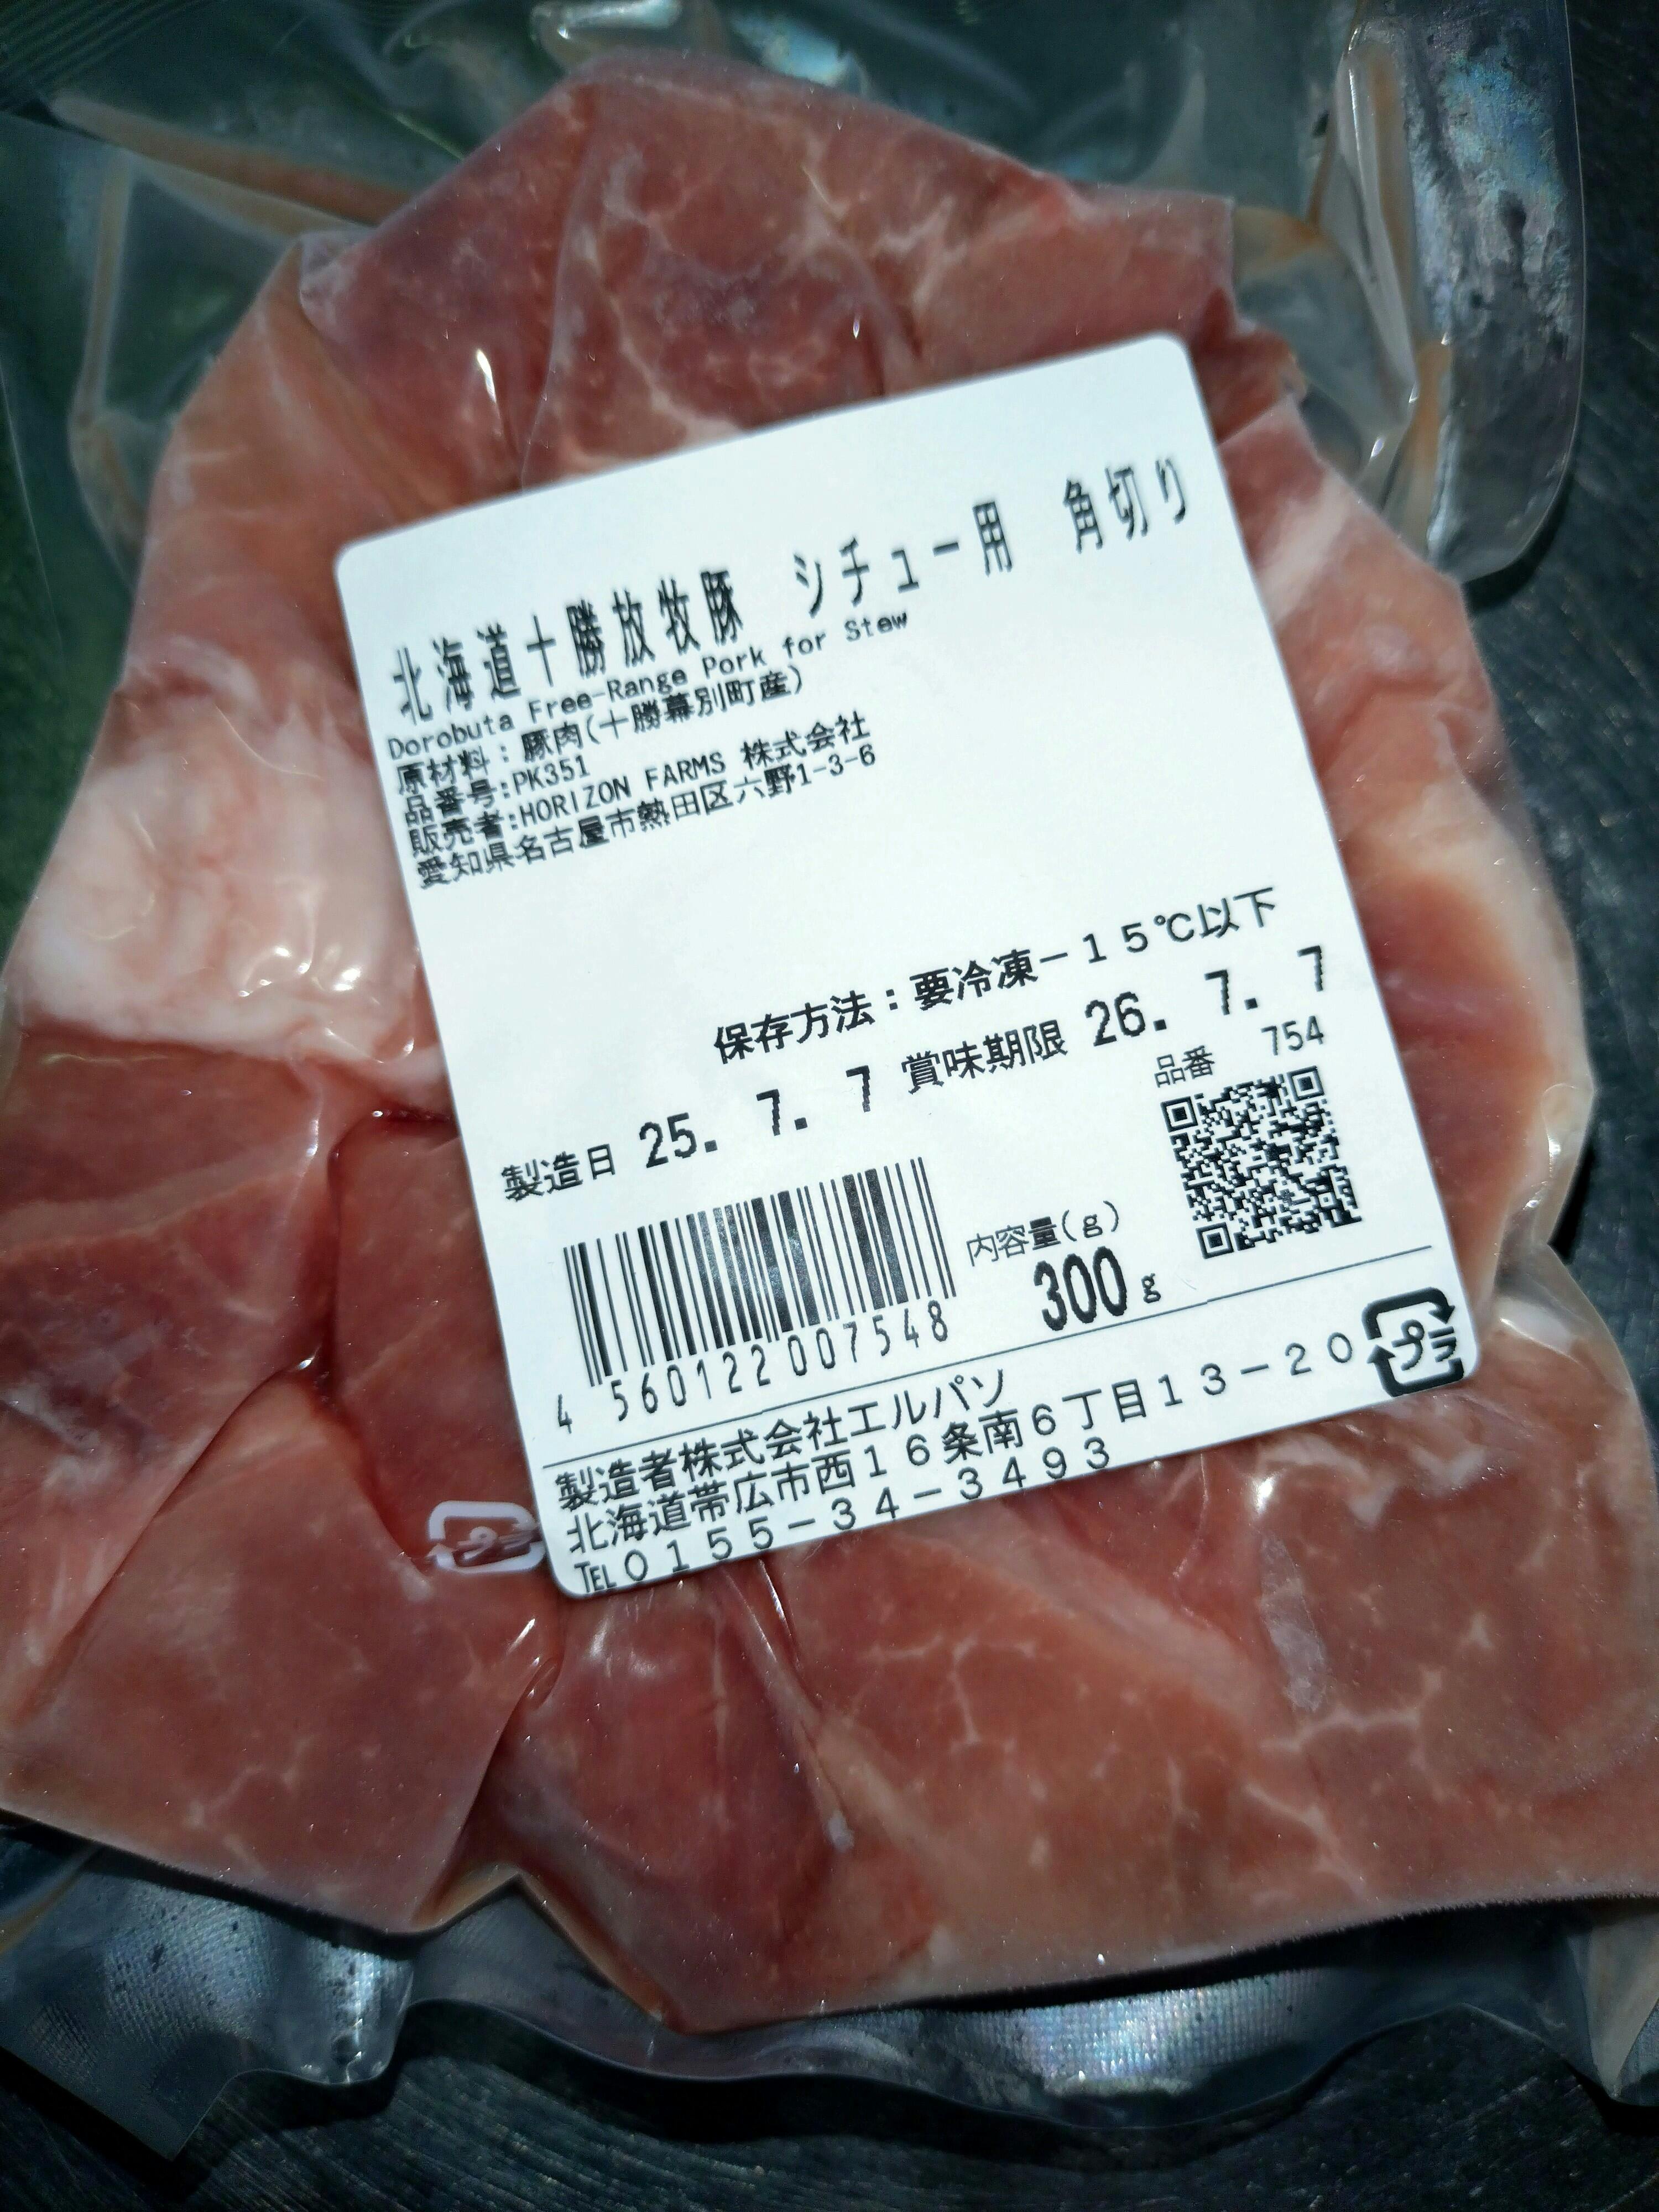 北海道十勝放牧豚 シチュー用 角切り
Dorobuta Free-Range Pork for Stew
原材料：豚肉(十勝幕別町産)
品番号:PK351
販売者:HORIZON FARMS 株式会社
愛知県名古屋市熱田区六野1-3-6
保存方法：要冷凍－１５℃以下
製造日 25. 7. 7 賞味期限 26. 7. 7
品番 754
内容量(g)
300g
4 560122 007548
製造者株式会社エルパソ
北海道帯広市西１６条南６丁目１３－２０
TEL０１５５－３４－３４９３
プラ
プラ